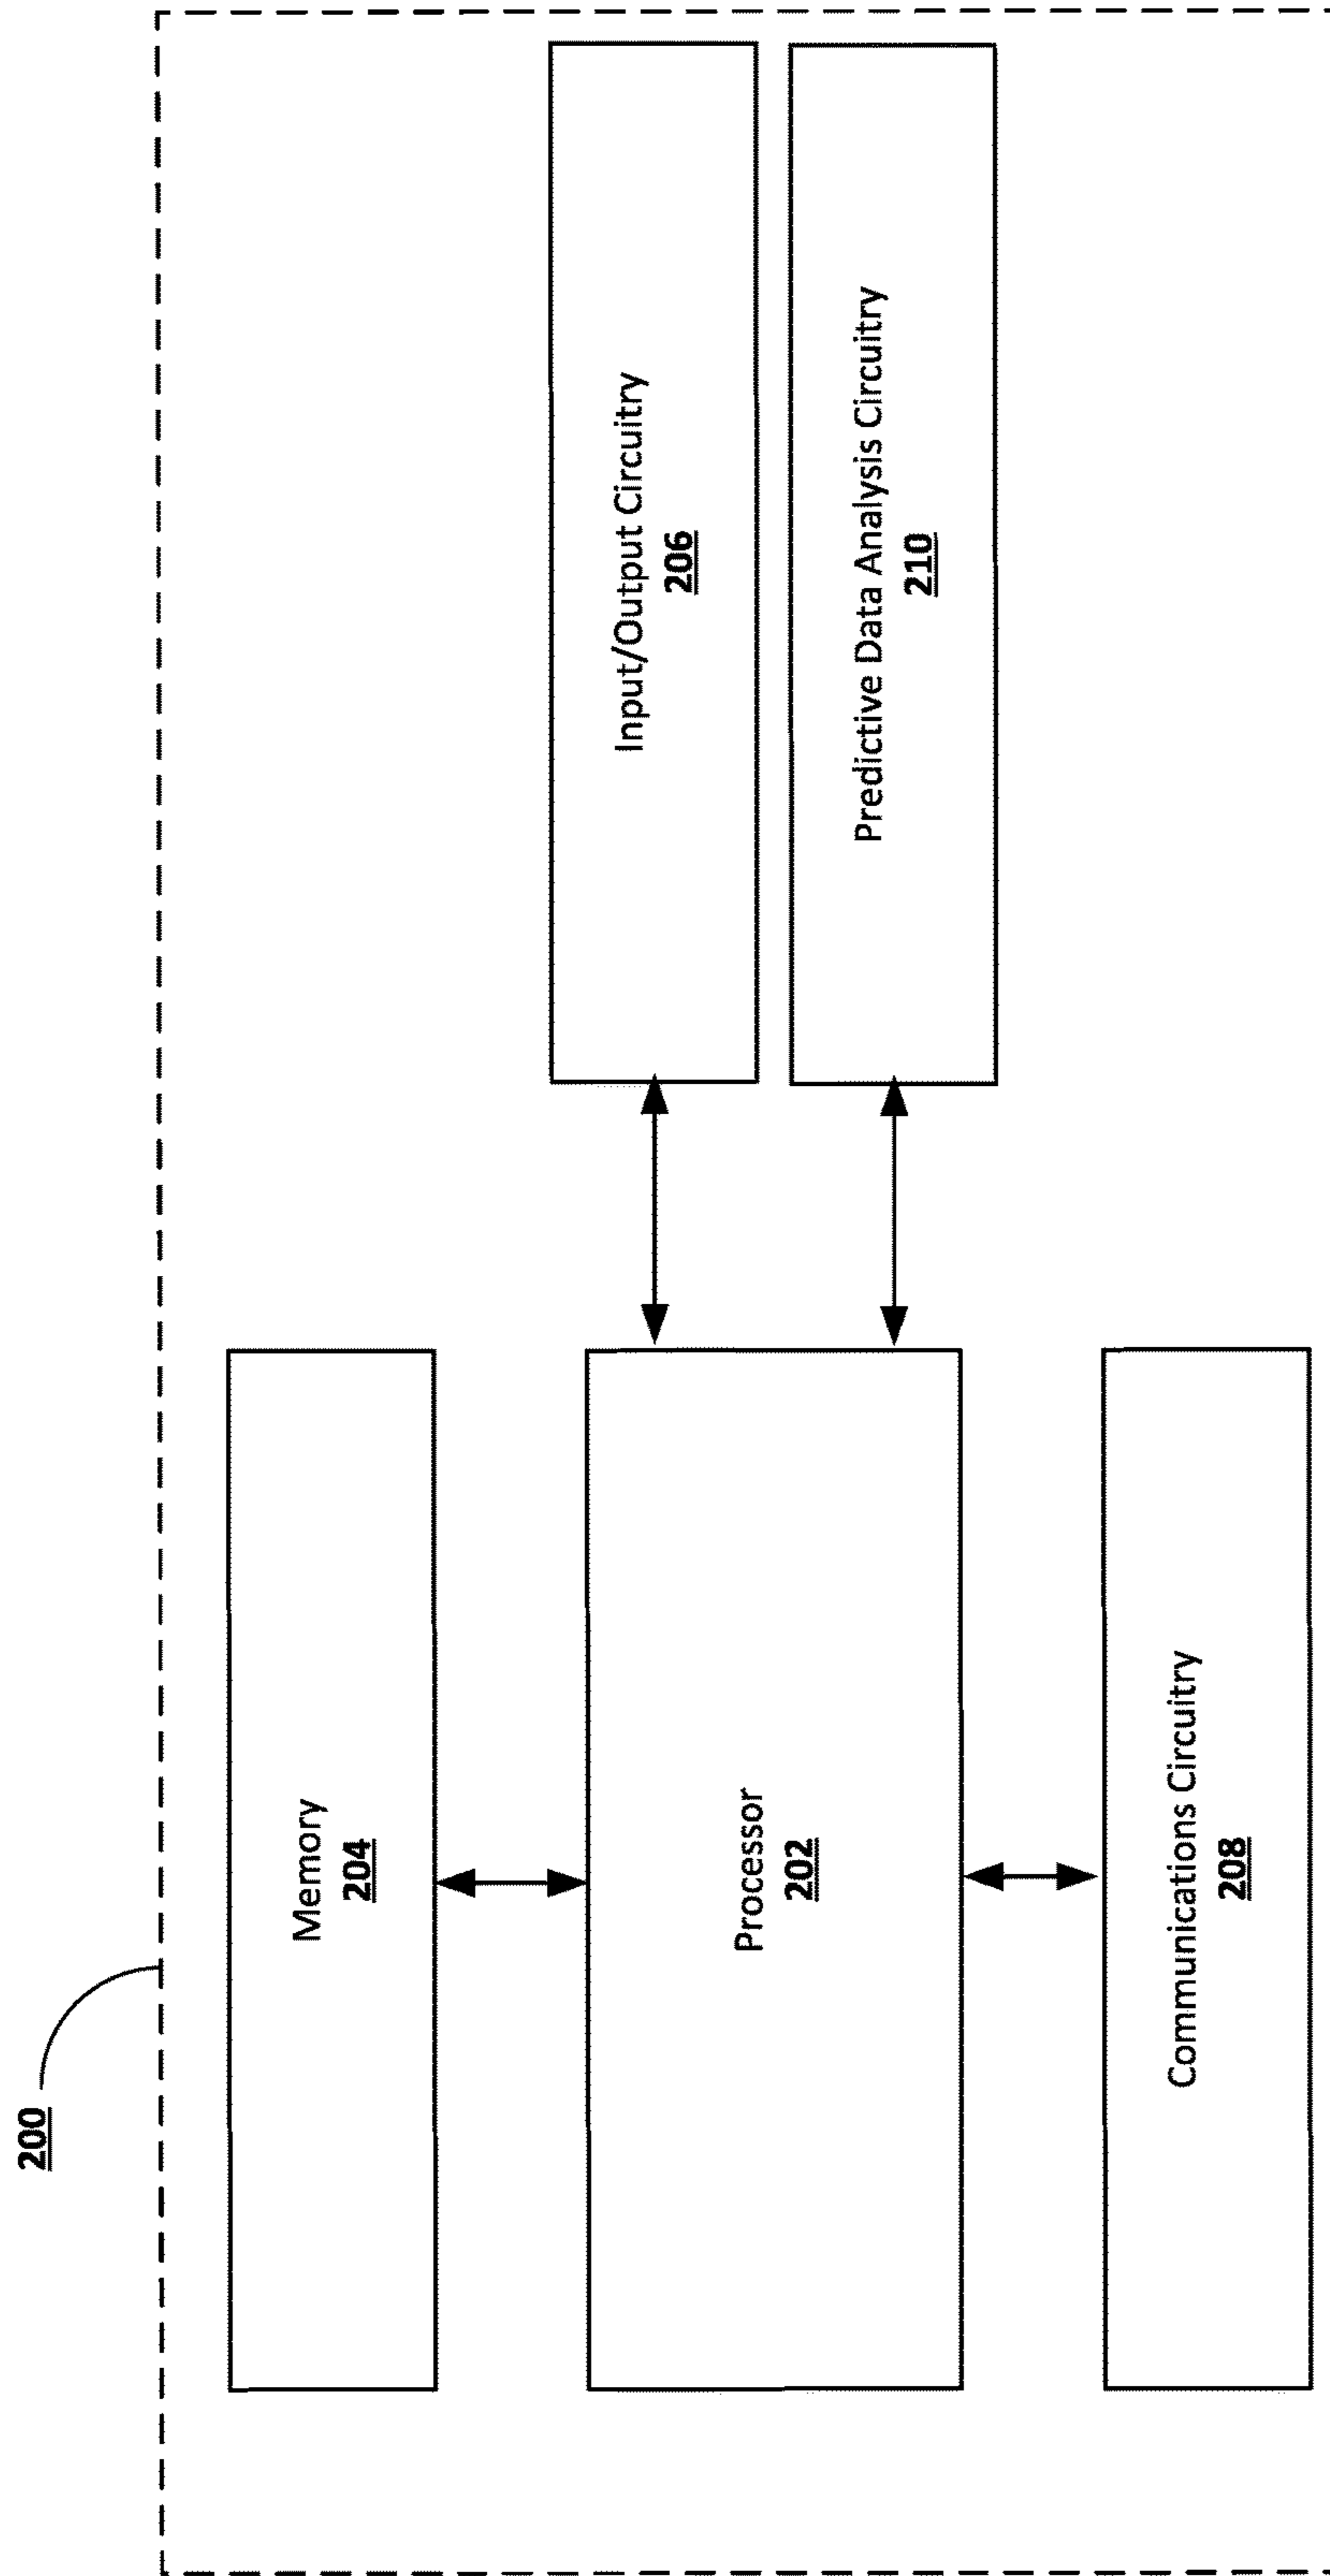 200
Memory
204
Processor
202
Communications Circuitry
208
Input/Output Circuitry
206
Predictive Data Analysis Circuitry
210